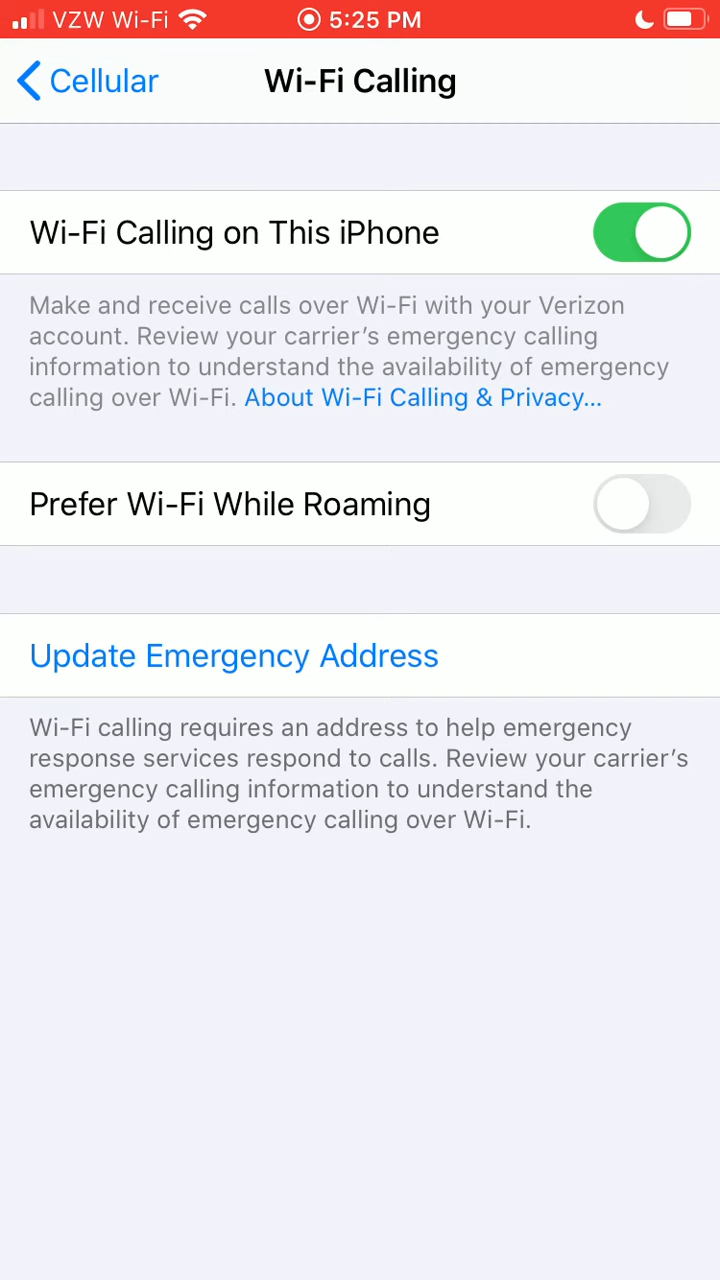 VZW Wi-Fi 5:25 PM
Cellular Wi-Fi Calling
Wi-Fi Calling on This iPhone
Make and receive calls over Wi-Fi with your Verizon
account. Review your carrier’s emergency calling
information to understand the availability of emergency
calling over Wi-Fi. About Wi-Fi Calling & Privacy...
Prefer Wi-Fi While Roaming
Update Emergency Address
Wi-Fi calling requires an address to help emergency
response services respond to calls. Review your carrier’s
emergency calling information to understand the
availability of emergency calling over Wi-Fi.